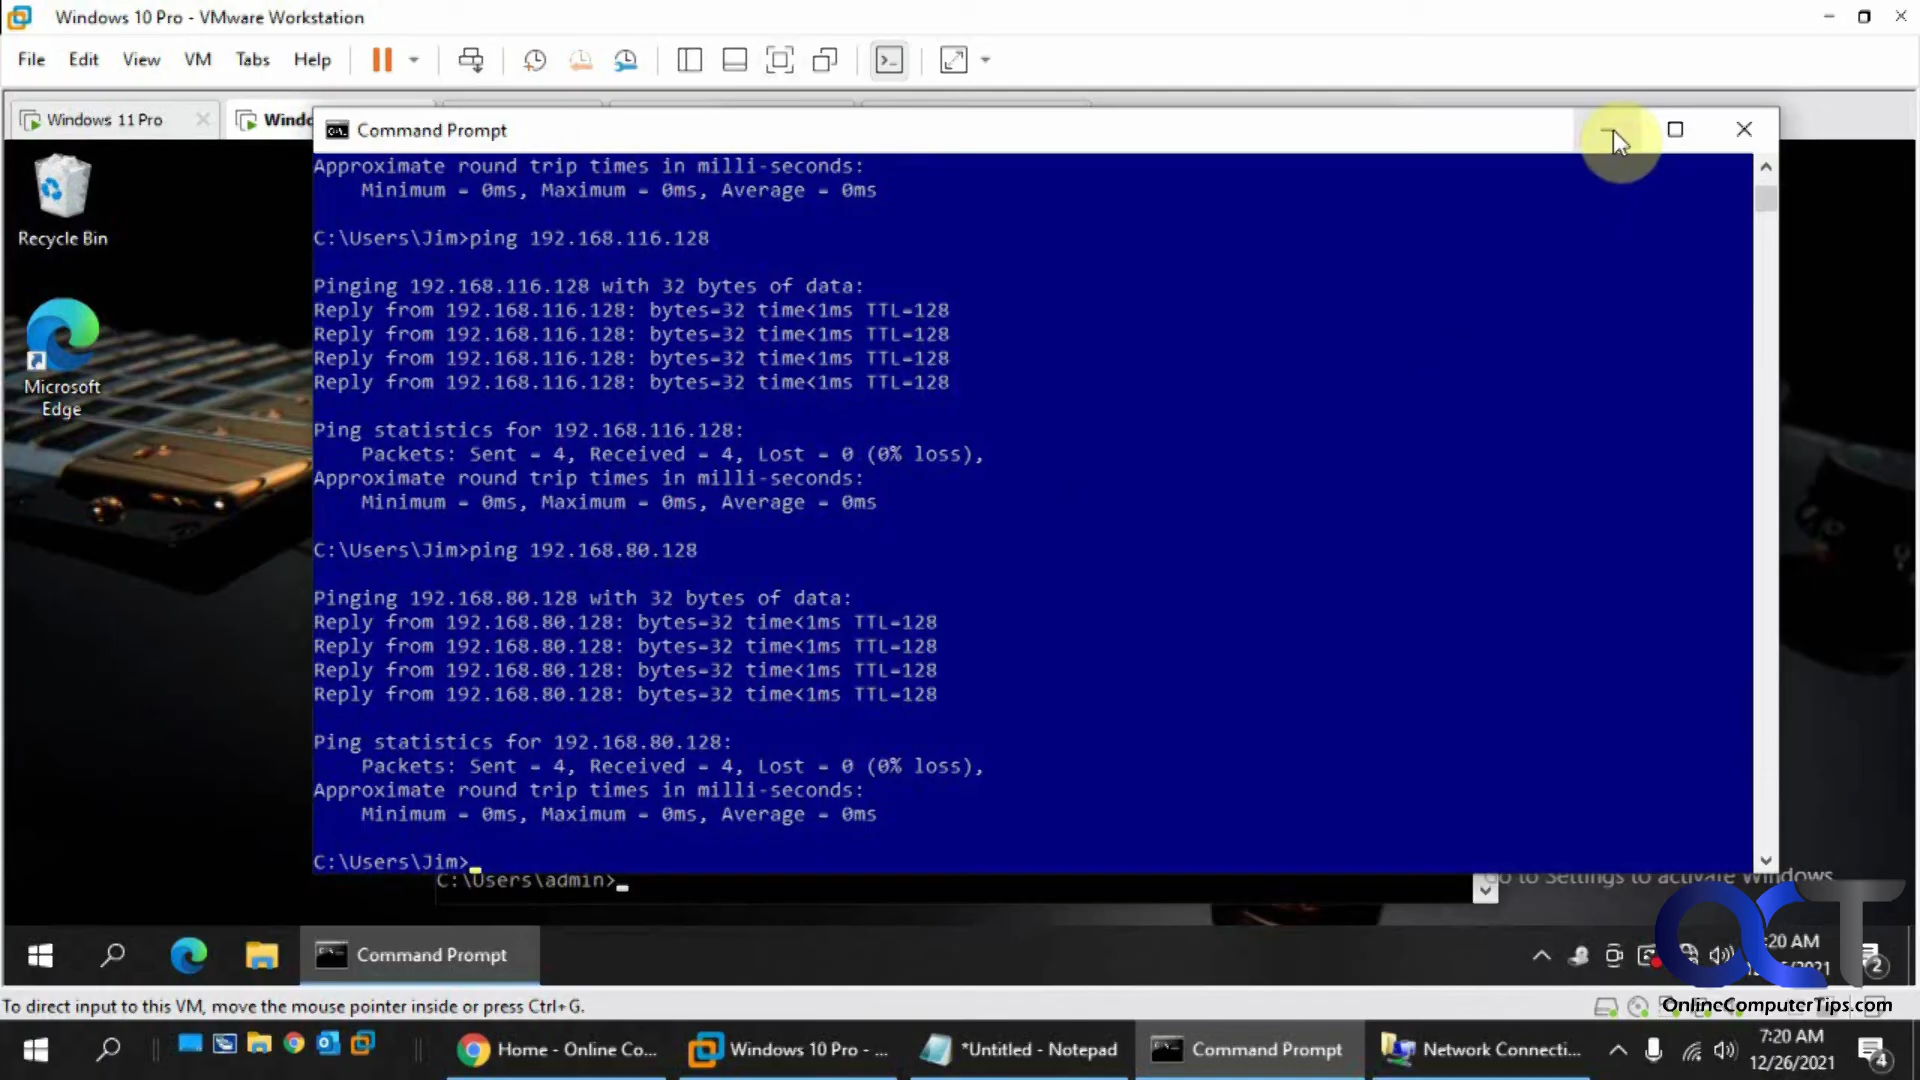 Windows 10 Pro - VMware Workstation
File Edit View VM Tabs Help
Windows 11 Pro
Command Prompt
Approximate round trip times in milli-seconds:
Minimum = 0ms, Maximum = 0ms, Average = 0ms
C:\Users\Jim>ping 192.168.116.128
Pinging 192.168.116.128 with 32 bytes of data:
Reply from 192.168.116.128: bytes=32 time<1ms TTL=128
Reply from 192.168.116.128: bytes=32 time<1ms TTL=128
Reply from 192.168.116.128: bytes=32 time<1ms TTL=128
Reply from 192.168.116.128: bytes=32 time<1ms TTL=128
Ping statistics for 192.168.116.128:
Packets: Sent = 4, Received = 4, Lost = 0 (0% loss),
Approximate round trip times in milli-seconds:
Minimum = 0ms, Maximum = 0ms, Average = 0ms
C:\Users\Jim>ping 192.168.80.128
Pinging 192.168.80.128 with 32 bytes of data:
Reply from 192.168.80.128: bytes=32 time<1ms TTL=128
Reply from 192.168.80.128: bytes=32 time<1ms TTL=128
Reply from 192.168.80.128: bytes=32 time<1ms TTL=128
Reply from 192.168.80.128: bytes=32 time<1ms TTL=128
Ping statistics for 192.168.80.128:
Packets: Sent = 4, Received = 4, Lost = 0 (0% loss),
Approximate round trip times in milli-seconds:
Minimum = 0ms, Maximum = 0ms, Average = 0ms
C:\Users\Jim>
C:\Users\admin>
Go to Settings to activate Windows.
Recycle Bin
Microsoft
Edge
Command Prompt
:20 AM
2021
2
OCT
OnlineComputerTips.com
To direct input to this VM, move the mouse pointer inside or press Ctrl+G.
Home - Online Co...
Windows 10 Pro - ...
*Untitled - Notepad
Command Prompt
Network Connecti...
7:20 AM
12/26/2021
4